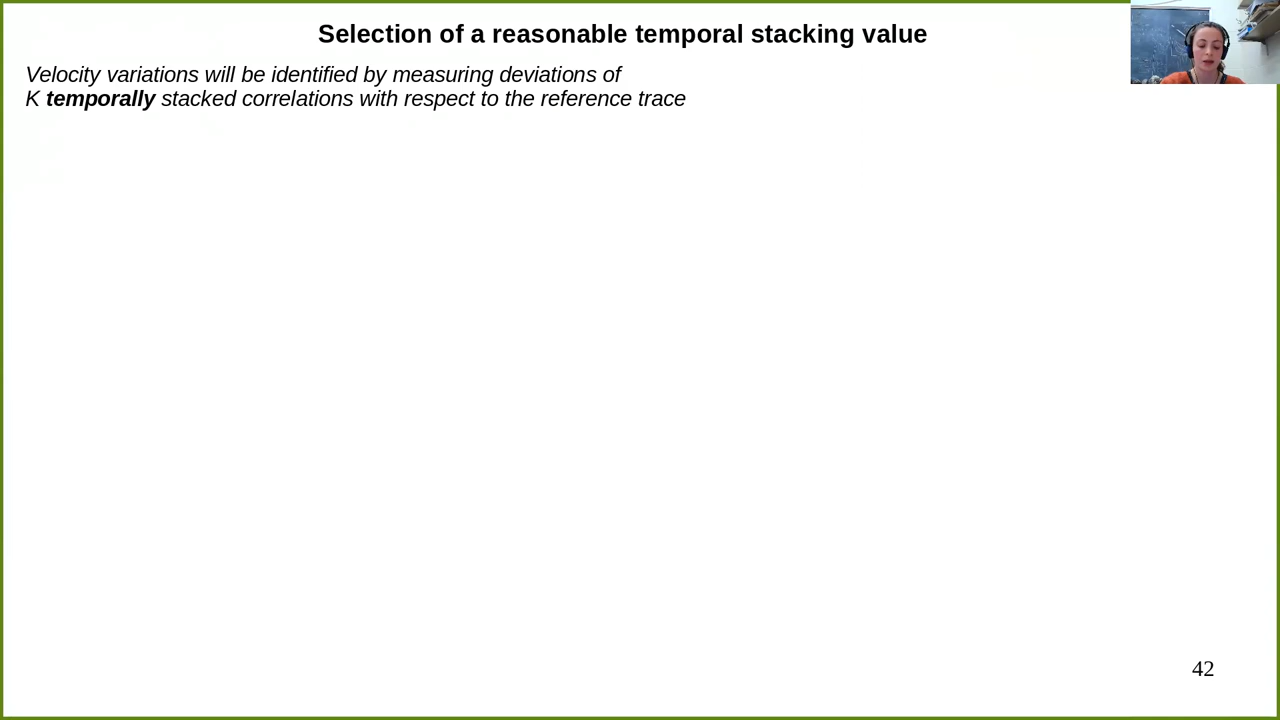 Selection of a reasonable temporal stacking value
Velocity variations will be identified by measuring deviations of
K temporally stacked correlations with respect to the reference trace
42